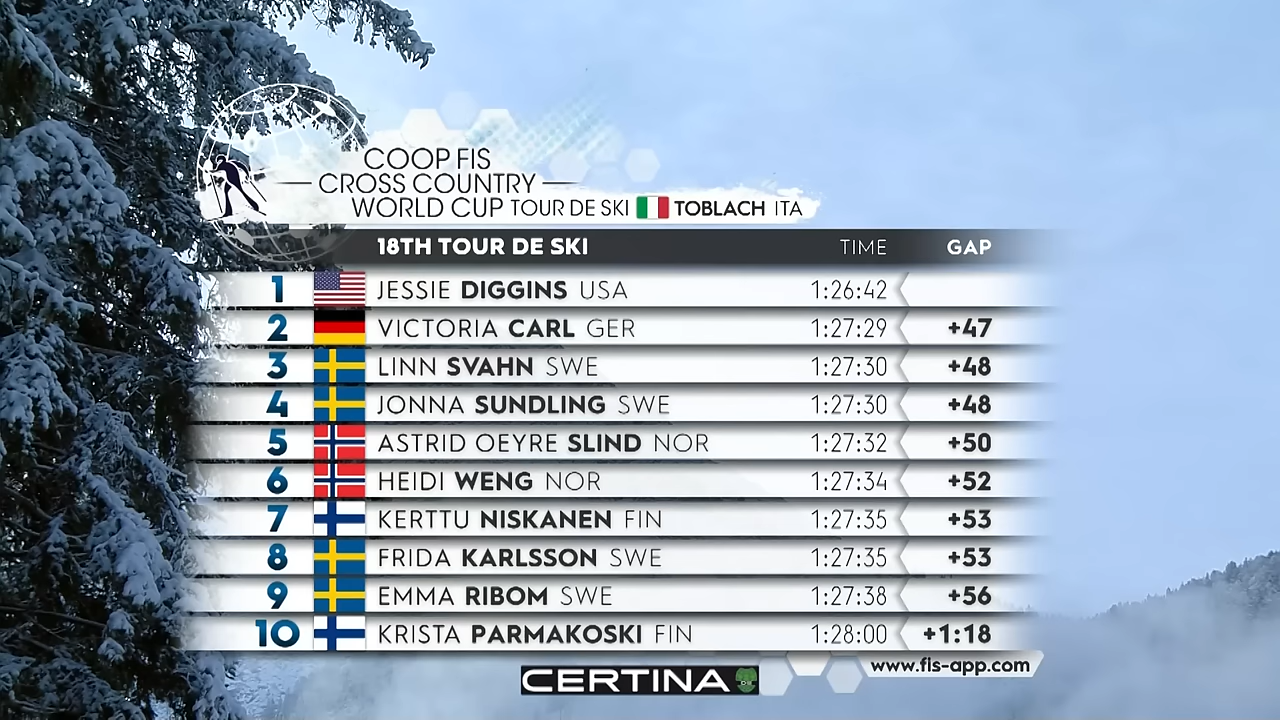 COOP FIS
CROSS COUNTRY
WORLD CUP TOUR DE SKI TOBLACH ITA
18TH TOUR DE SKI TIME GAP
1 JESSIE DIGGINS USA 1:26:42
2 VICTORIA CARL GER 1:27:29 +47
3 LINN SVAHN SWE 1:27:30 +48
4 JONNA SUNDLING SWE 1:27:30 +48
5 ASTRID OEYRE SLIND NOR 1:27:32 +50
6 HEIDI WENG NOR 1:27:34 +52
7 KERTTU NISKANEN FIN 1:27:35 +53
8 FRIDA KARLSSON SWE 1:27:35 +53
9 EMMA RIBOM SWE 1:27:38 +56
10 KRISTA PARMAKOSKI FIN 1:28:00 +1:18
www.fis-app.com
CERTINA